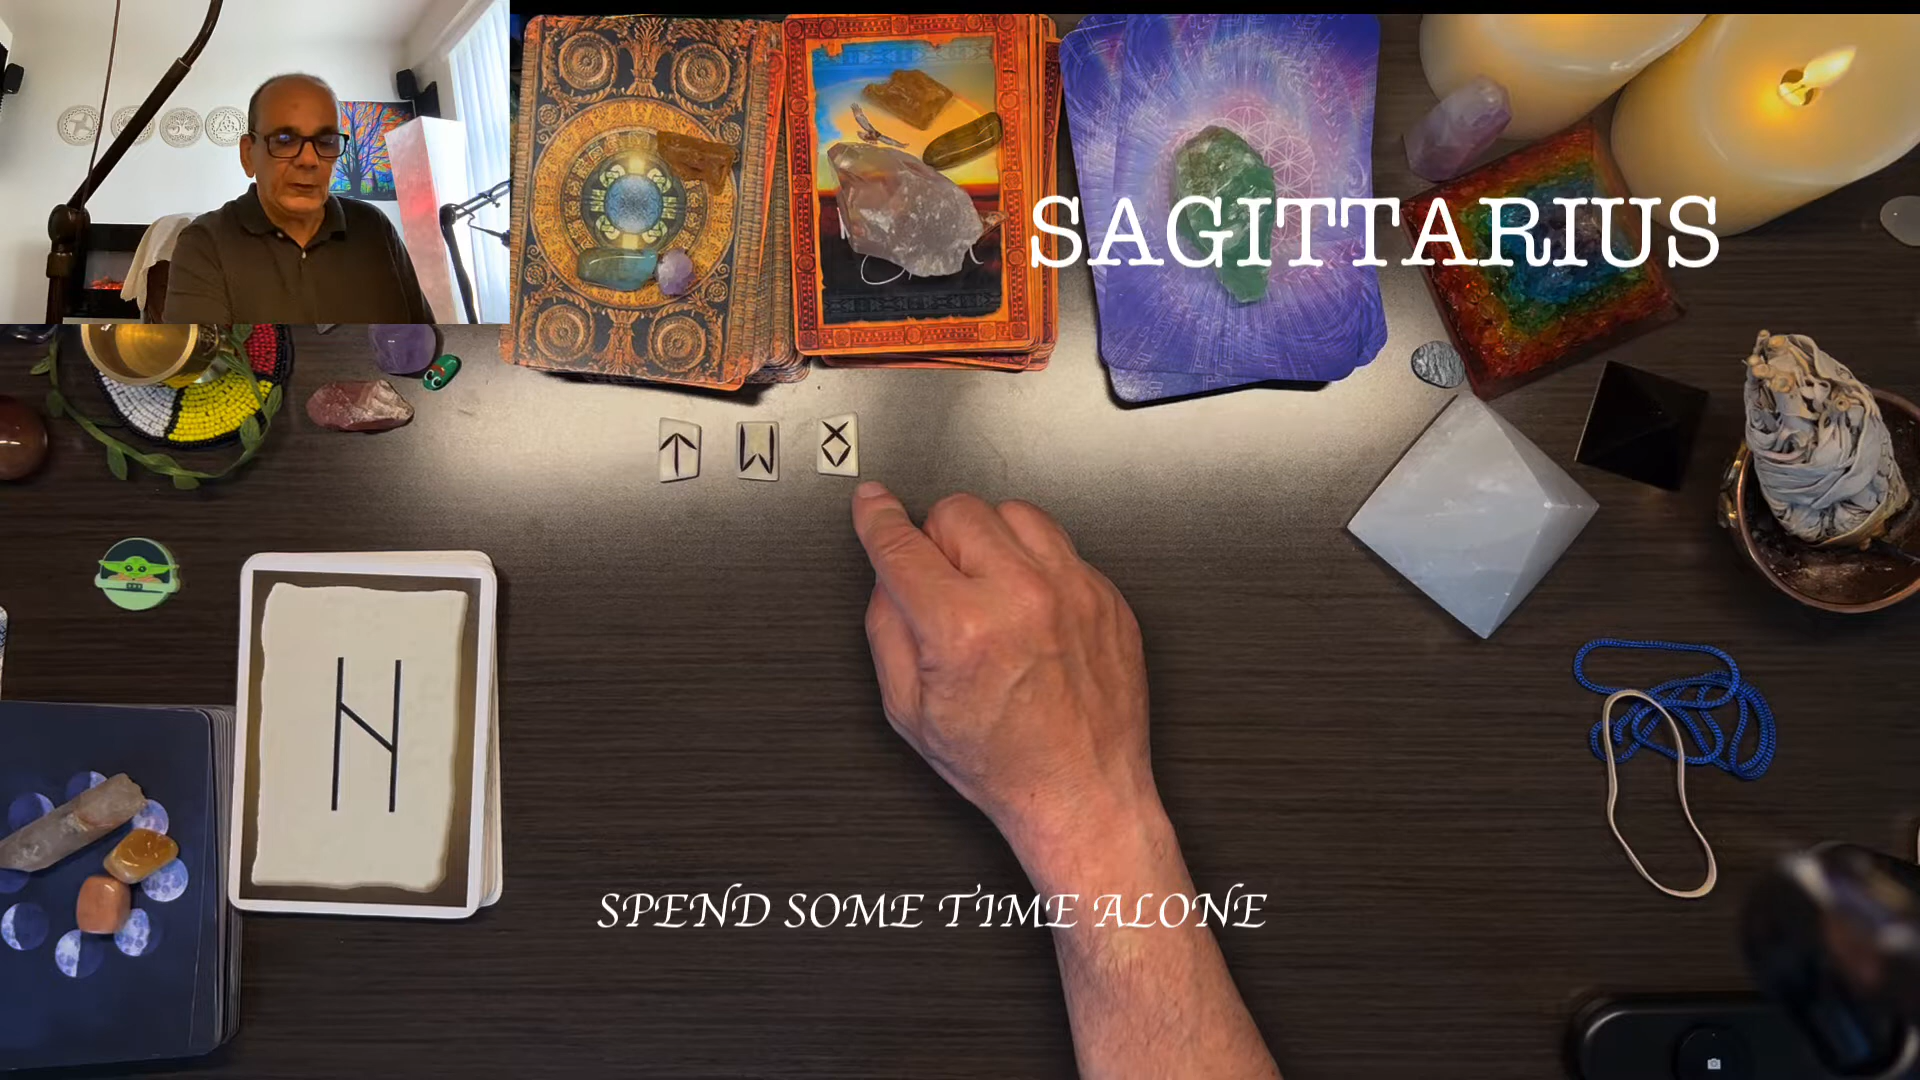 SAGITTARIUS
ᛏ ᛈ ᛟ
ᚺ
SPEND SOME TIME ALONE